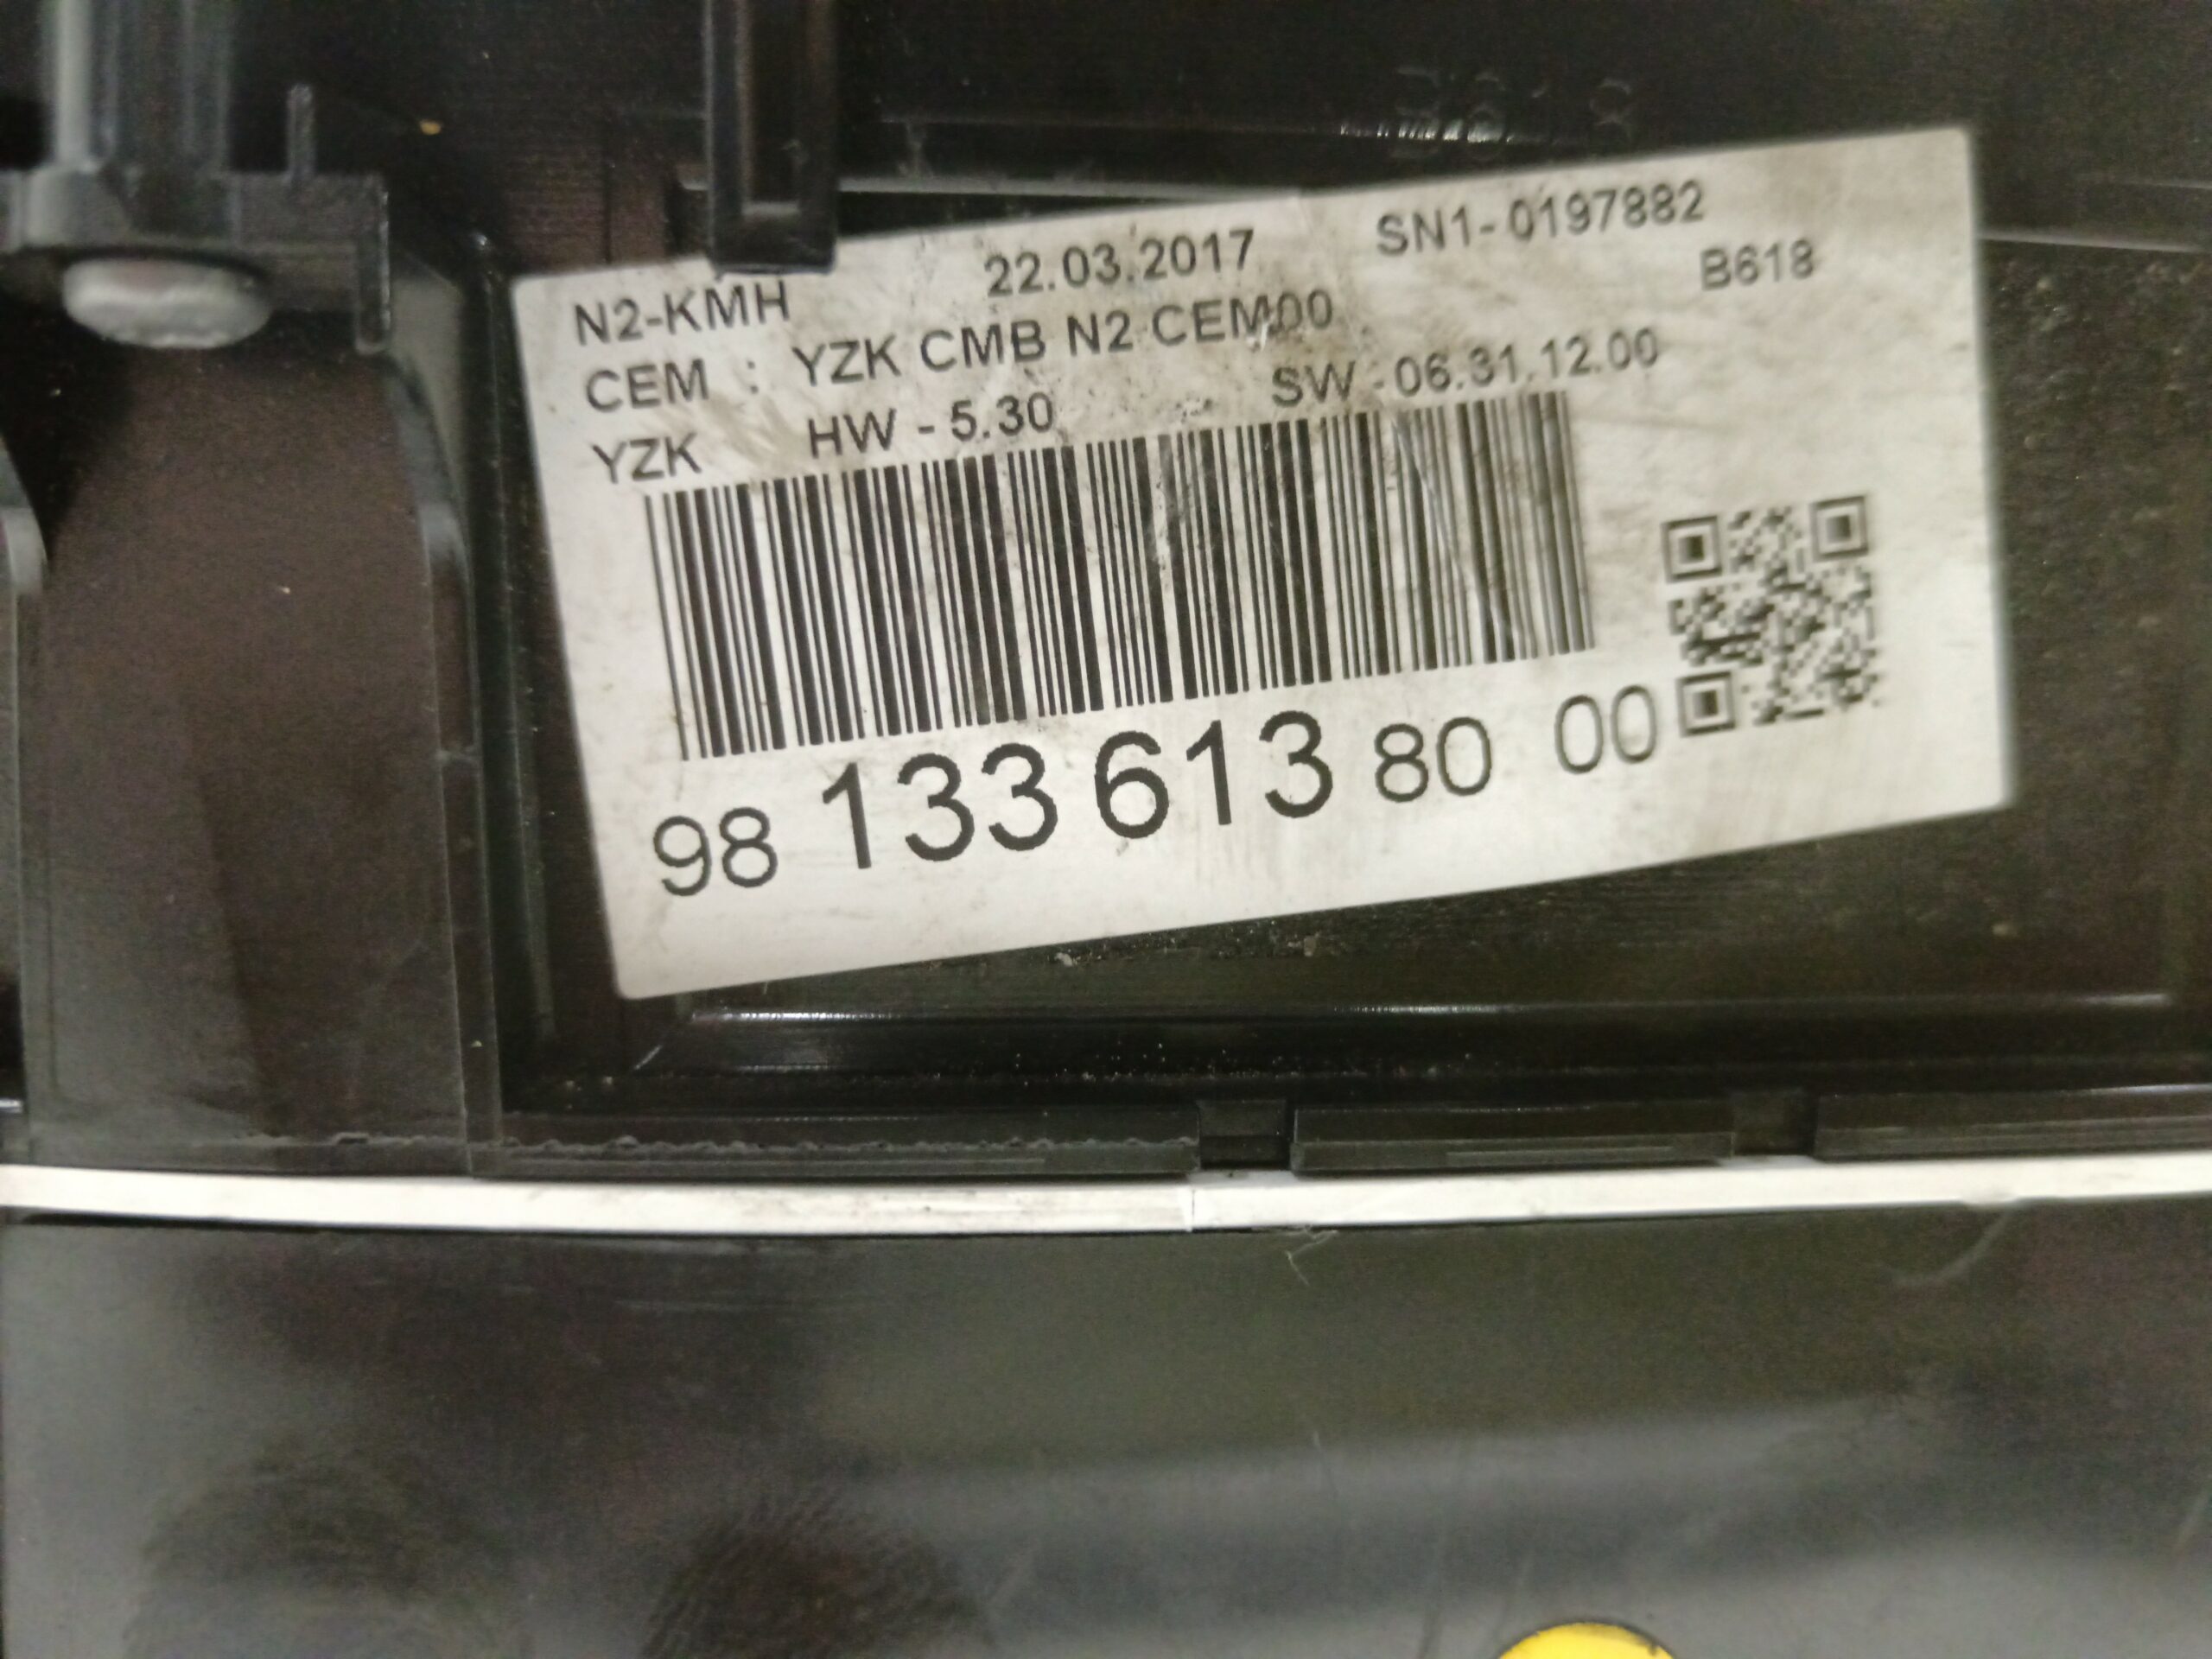 N2-KMH 22.03.2017 SN1-0197882
CEM : YZK CMB N2 CEM00 B618
YZK HW - 5.30 SW - 06.31.12.00
98 133 613 80 00